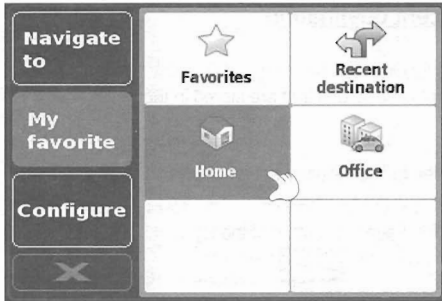 Navigate
to
My
favorite
Configure
Favorites
Recent
destination
Home
Office